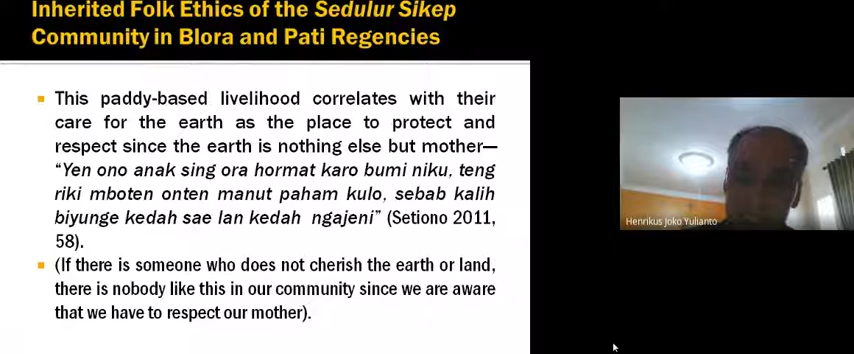 Inherited Folk Ethics of the Sedulur Sikep
Community in Blora and Pati Regencies
▪ This paddy-based livelihood correlates with their
care for the earth as the place to protect and
respect since the earth is nothing else but mother—
“Yen ono anak sing ora hormat karo bumi niku, teng
riki mboten onten manut paham kulo, sebab kalih
biyunge kedah sae lan kedah ngajeni” (Setiono 2011,
58).
▪ (If there is someone who does not cherish the earth or land,
there is nobody like this in our community since we are aware
that we have to respect our mother).
Henrikus Joko Yulianto